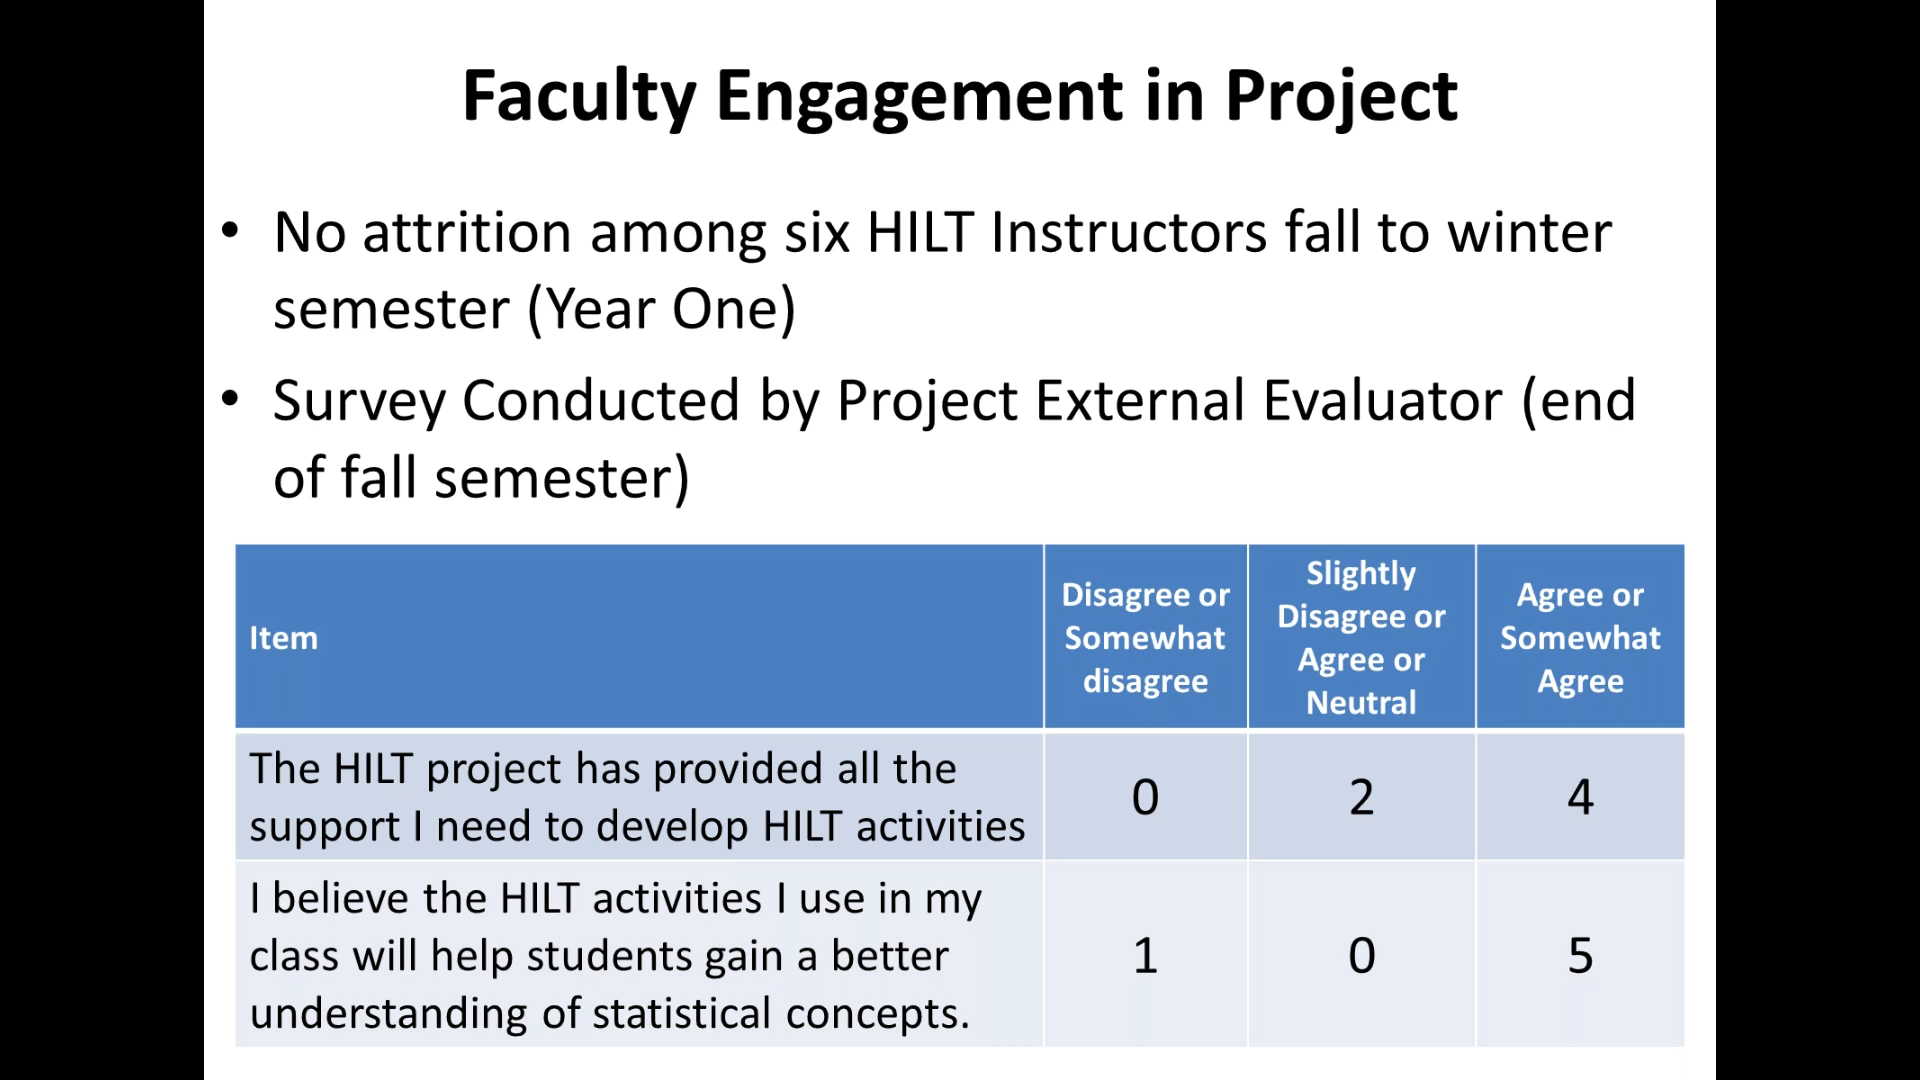 Faculty Engagement in Project
• No attrition among six HILT Instructors fall to winter
semester (Year One)
• Survey Conducted by Project External Evaluator (end
of fall semester)
Item
Disagree or
Somewhat
disagree
Slightly
Disagree or
Agree or
Neutral
Agree or
Somewhat
Agree
The HILT project has provided all the
support I need to develop HILT activities
0
2
4
I believe the HILT activities I use in my
class will help students gain a better
understanding of statistical concepts.
1
0
5